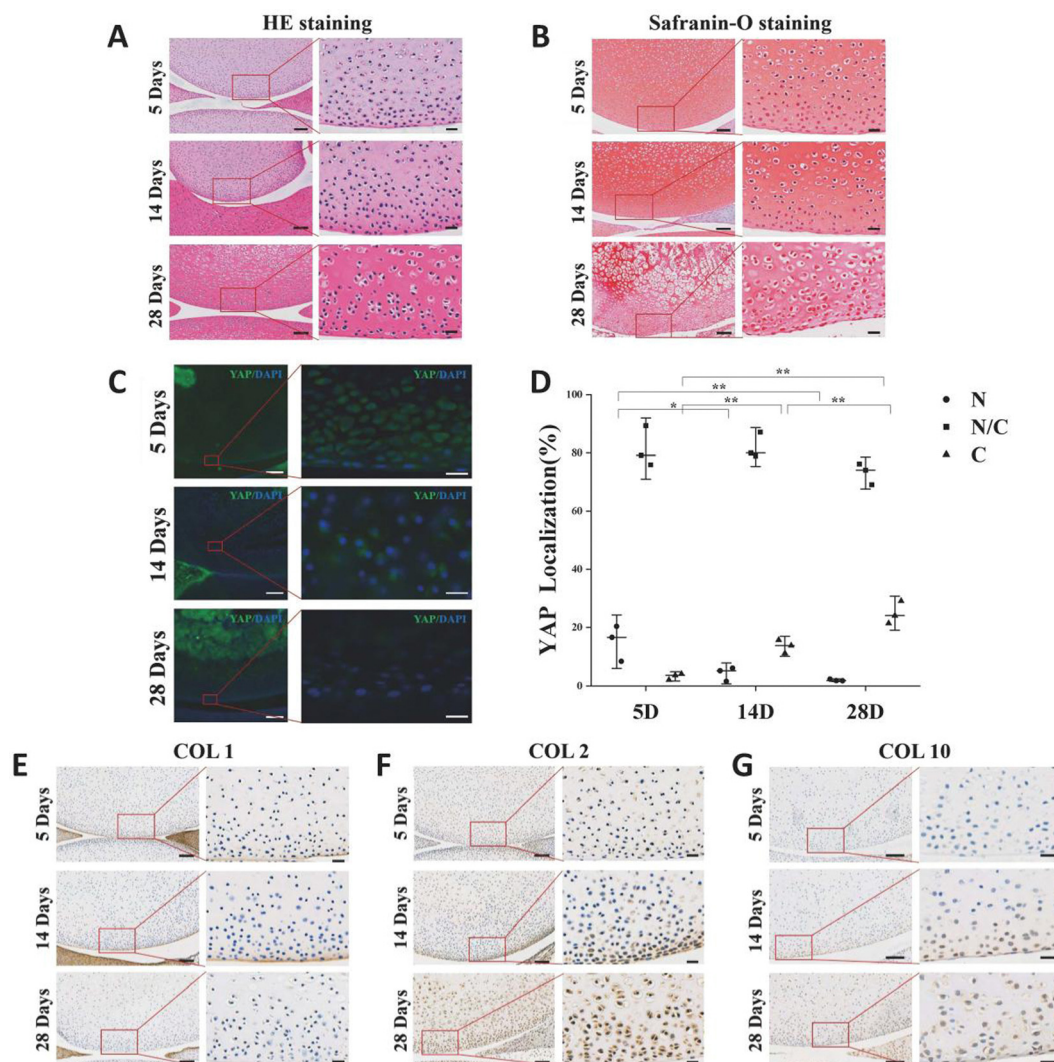 A
HE staining
5 Days
14 Days
28 Days
B
Safranin-O staining
5 Days
14 Days
28 Days
C
5 Days
YAP/DAPI
YAP/DAPI
14 Days
YAP/DAPI
YAP/DAPI
28 Days
YAP/DAPI
YAP/DAPI
D
**
**
**
**
*
YAP Localization(%)
100
80
60
40
20
0
5D
14D
28D
N
N/C
C
E
COL 1
5 Days
14 Days
28 Days
F
COL 2
5 Days
14 Days
28 Days
G
COL 10
5 Days
14 Days
28 Days